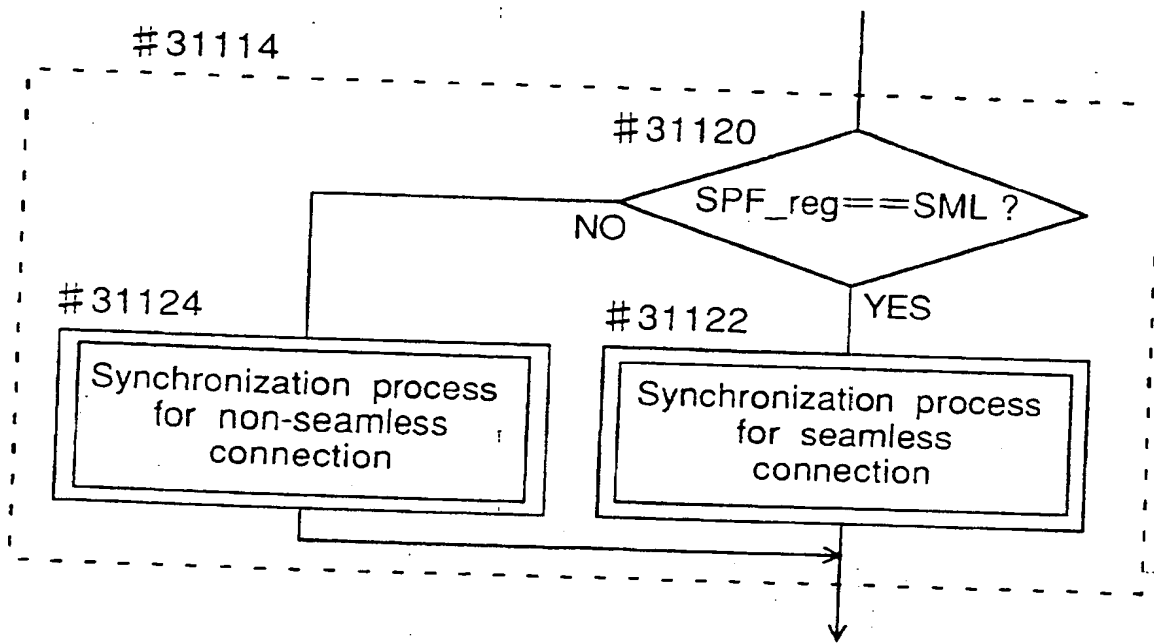 #31114
#31120
SPF_reg==SML ?
NO
YES
#31124
Synchronization process
for non-seamless
connection
#31122
Synchronization process
for seamless
connection